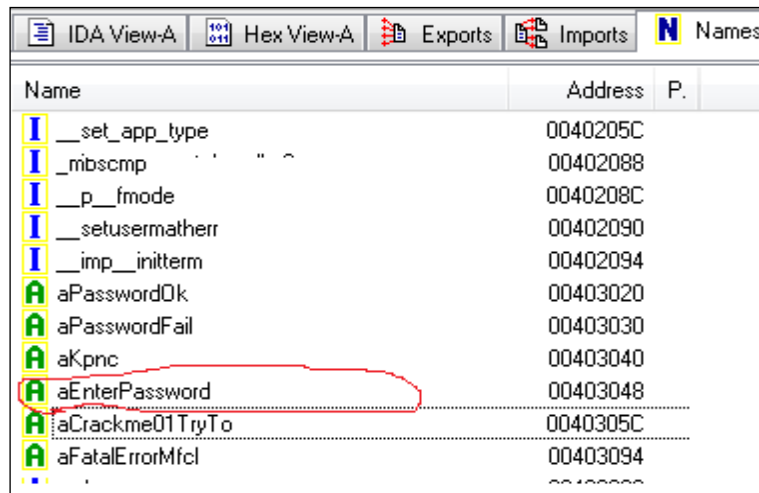 IDA View-A Hex View-A Exports Imports N Names
Name Address P.
I __set_app_type 0040205C
I _mbscmp 00402088
I __p__fmode 0040208C
I __setusermatherr 00402090
I __imp__initterm 00402094
A aPasswordOk 00403020
A aPasswordFail 00403030
A aKpnc 00403040
A aEnterPassword 00403048
A aCrackme01TryTo 0040305C
A aFatalErrorMfcl 00403094